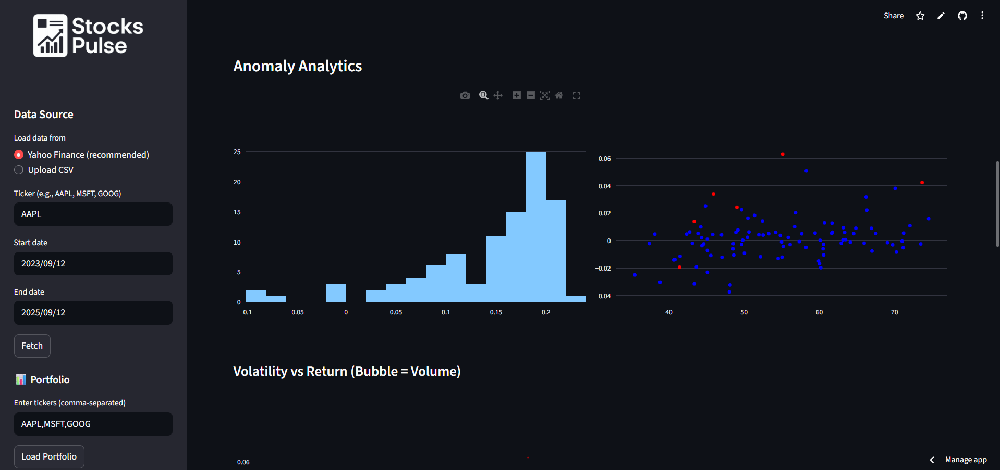 Stocks
Pulse
Data Source
Load data from
Yahoo Finance (recommended)
Upload CSV
Ticker (e.g., AAPL, MSFT, GOOG)
AAPL
Start date
2023/09/12
End date
2025/09/12
Fetch
Portfolio
Enter tickers (comma-separated)
AAPL,MSFT,GOOG
Load Portfolio
Share
Anomaly Analytics
25
20
15
10
5
0
−0.1 −0.05 0 0.05 0.1 0.15 0.2
0.06
0.04
0.02
0
−0.02
−0.04
40 50 60 70
Volatility vs Return (Bubble = Volume)
0.06
Manage app